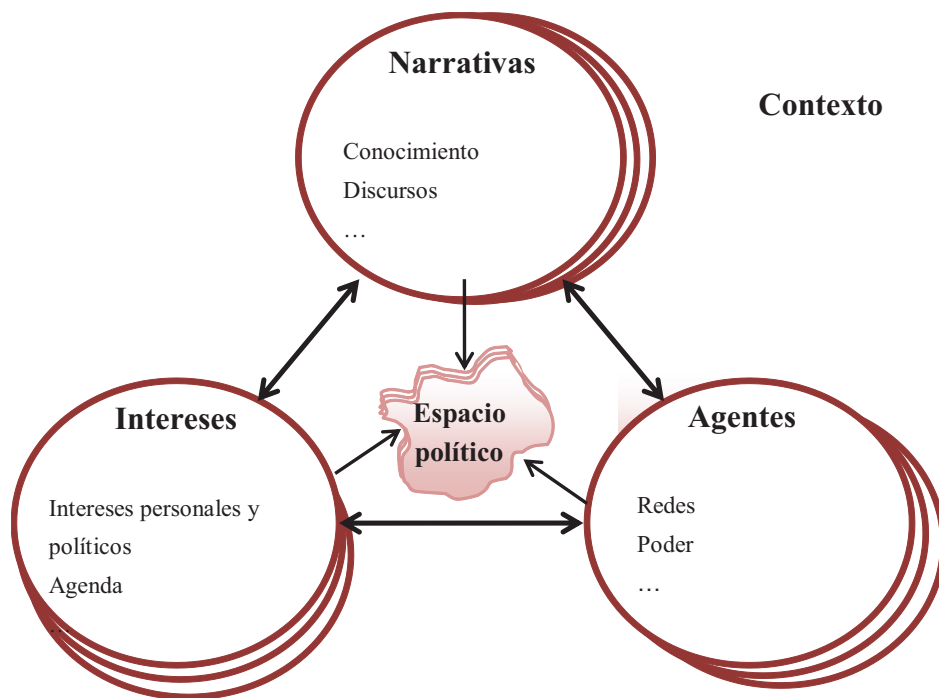 Narrativas
Contexto
Conocimiento
Discursos
…
Espacio
político
Intereses
Intereses personales y
políticos
Agenda
…
Agentes
Redes
Poder
…